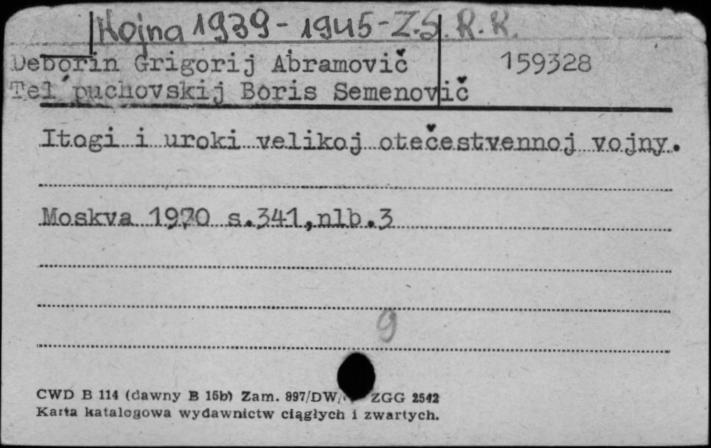 Wojna 1939-1945-Z.S.R.R.
Deborin Grigorij Abramovič 159328
Tel'puchovskij Boris Semenovič
Itogi i uroki velikoj otečestvennoj vojny.
Moskva 1970 s.341,nlb.3
9
CWD B 114 (dawny B 15b) Zam. 897/DW/ ZGG 2542
Karta katalogowa wydawnictw ciągłych i zwartych.